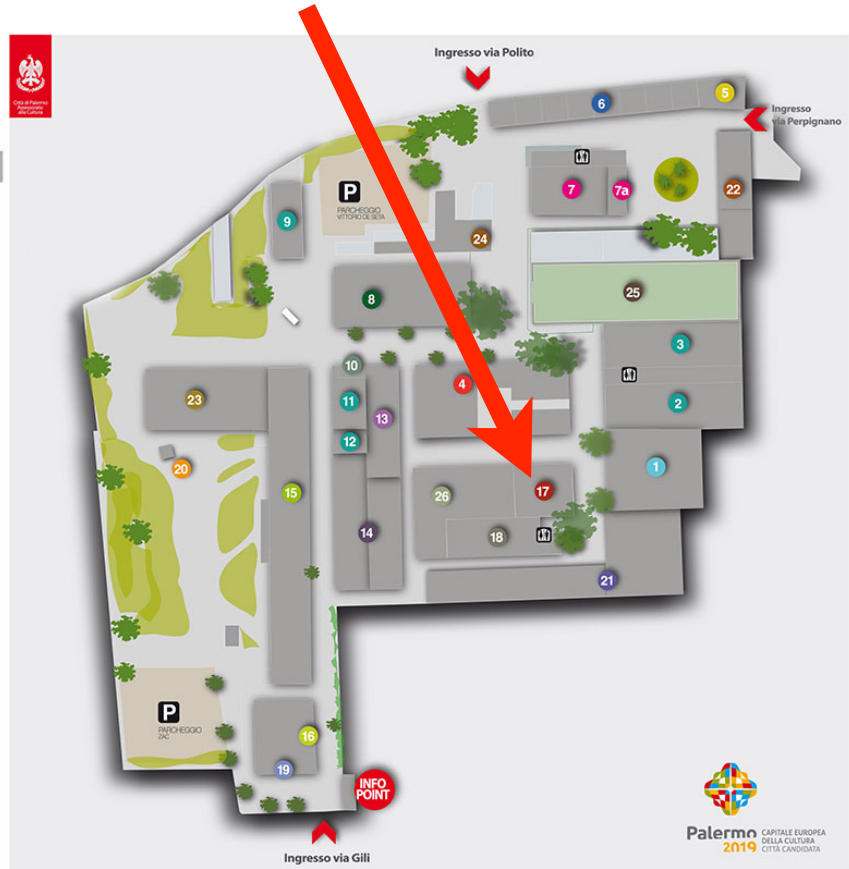 Città di Palermo
Assessorato
alla Cultura
Ingresso via Polito
5
6
Ingresso
via Perpignano
P
PARCHEGGIO
VITTORIO DE SETA
7
7a
22
9
24
8
25
3
10
4
23
11
2
13
12
20
15
26
17
1
14
18
21
P
PARCHEGGIO
ZAC
16
19
INFO
POINT
Ingresso via Gili
Palermo
2019
CAPITALE EUROPEA
DELLA CULTURA
CITTÀ CANDIDATA